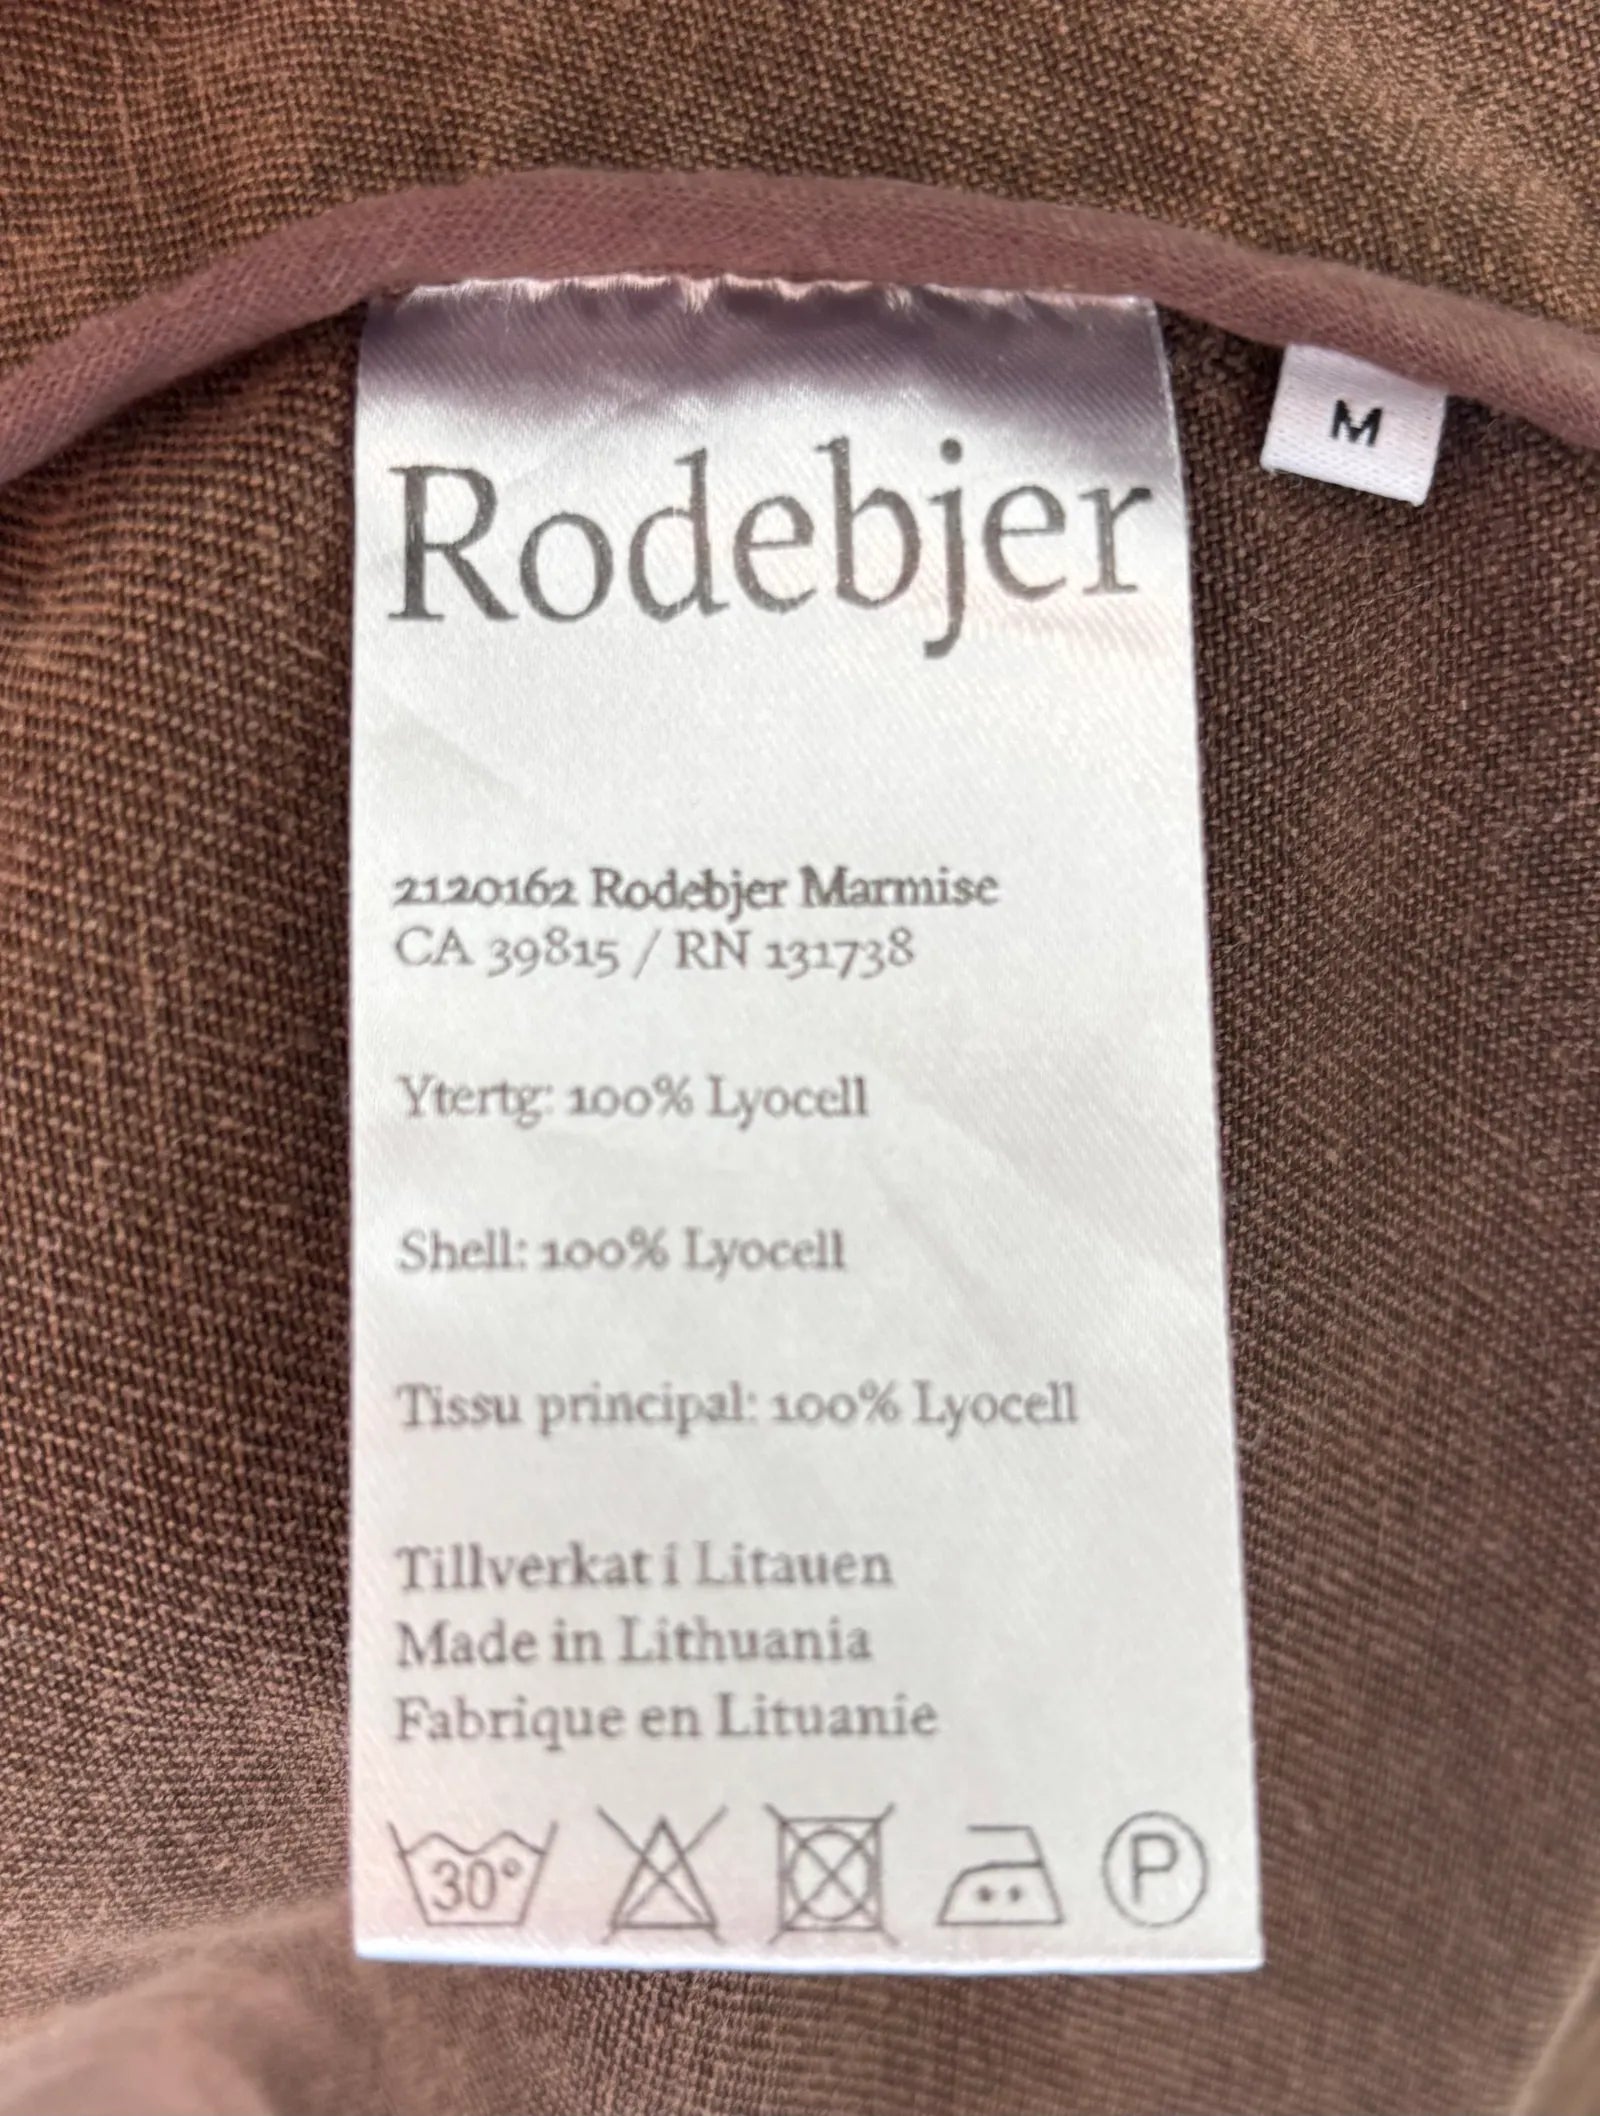 Rodebjer
M
2120162 Rodebjer Marmise
CA 39815 / RN 131738
Ytertg: 100% Lyocell
Shell: 100% Lyocell
Tissu principal: 100% Lyocell
Tillverkat i Litauen
Made in Lithuania
Fabrique en Lituanie
30° P